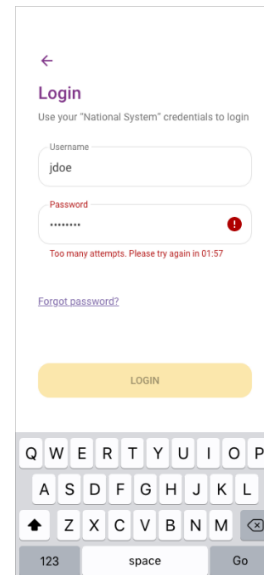 Login
Use your "National System" credentials to login
Username
jdoe
Password
••••••••
Too many attempts. Please try again in 01:57
Forgot password?
LOGIN
Q W E R T Y U I O P
A S D F G H J K L
Z X C V B N M
123 space Go